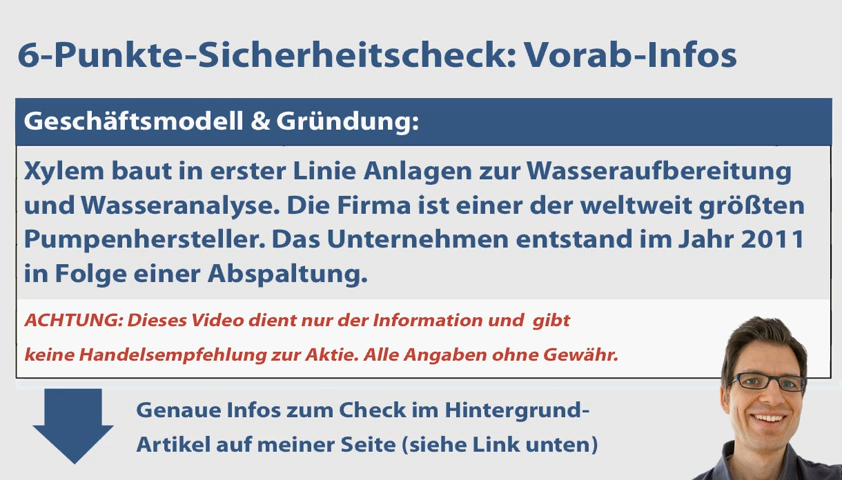 6-Punkte-Sicherheitscheck: Vorab-Infos
Geschäftsmodell & Gründung:
Xylem baut in erster Linie Anlagen zur Wasseraufbereitung
und Wasseranalyse. Die Firma ist einer der weltweit größten
Pumpenhersteller. Das Unternehmen entstand im Jahr 2011
in Folge einer Abspaltung.
ACHTUNG: Dieses Video dient nur der Information und gibt
keine Handelsempfehlung zur Aktie. Alle Angaben ohne Gewähr.
Genaue Infos zum Check im Hintergrund-
Artikel auf meiner Seite (siehe Link unten)